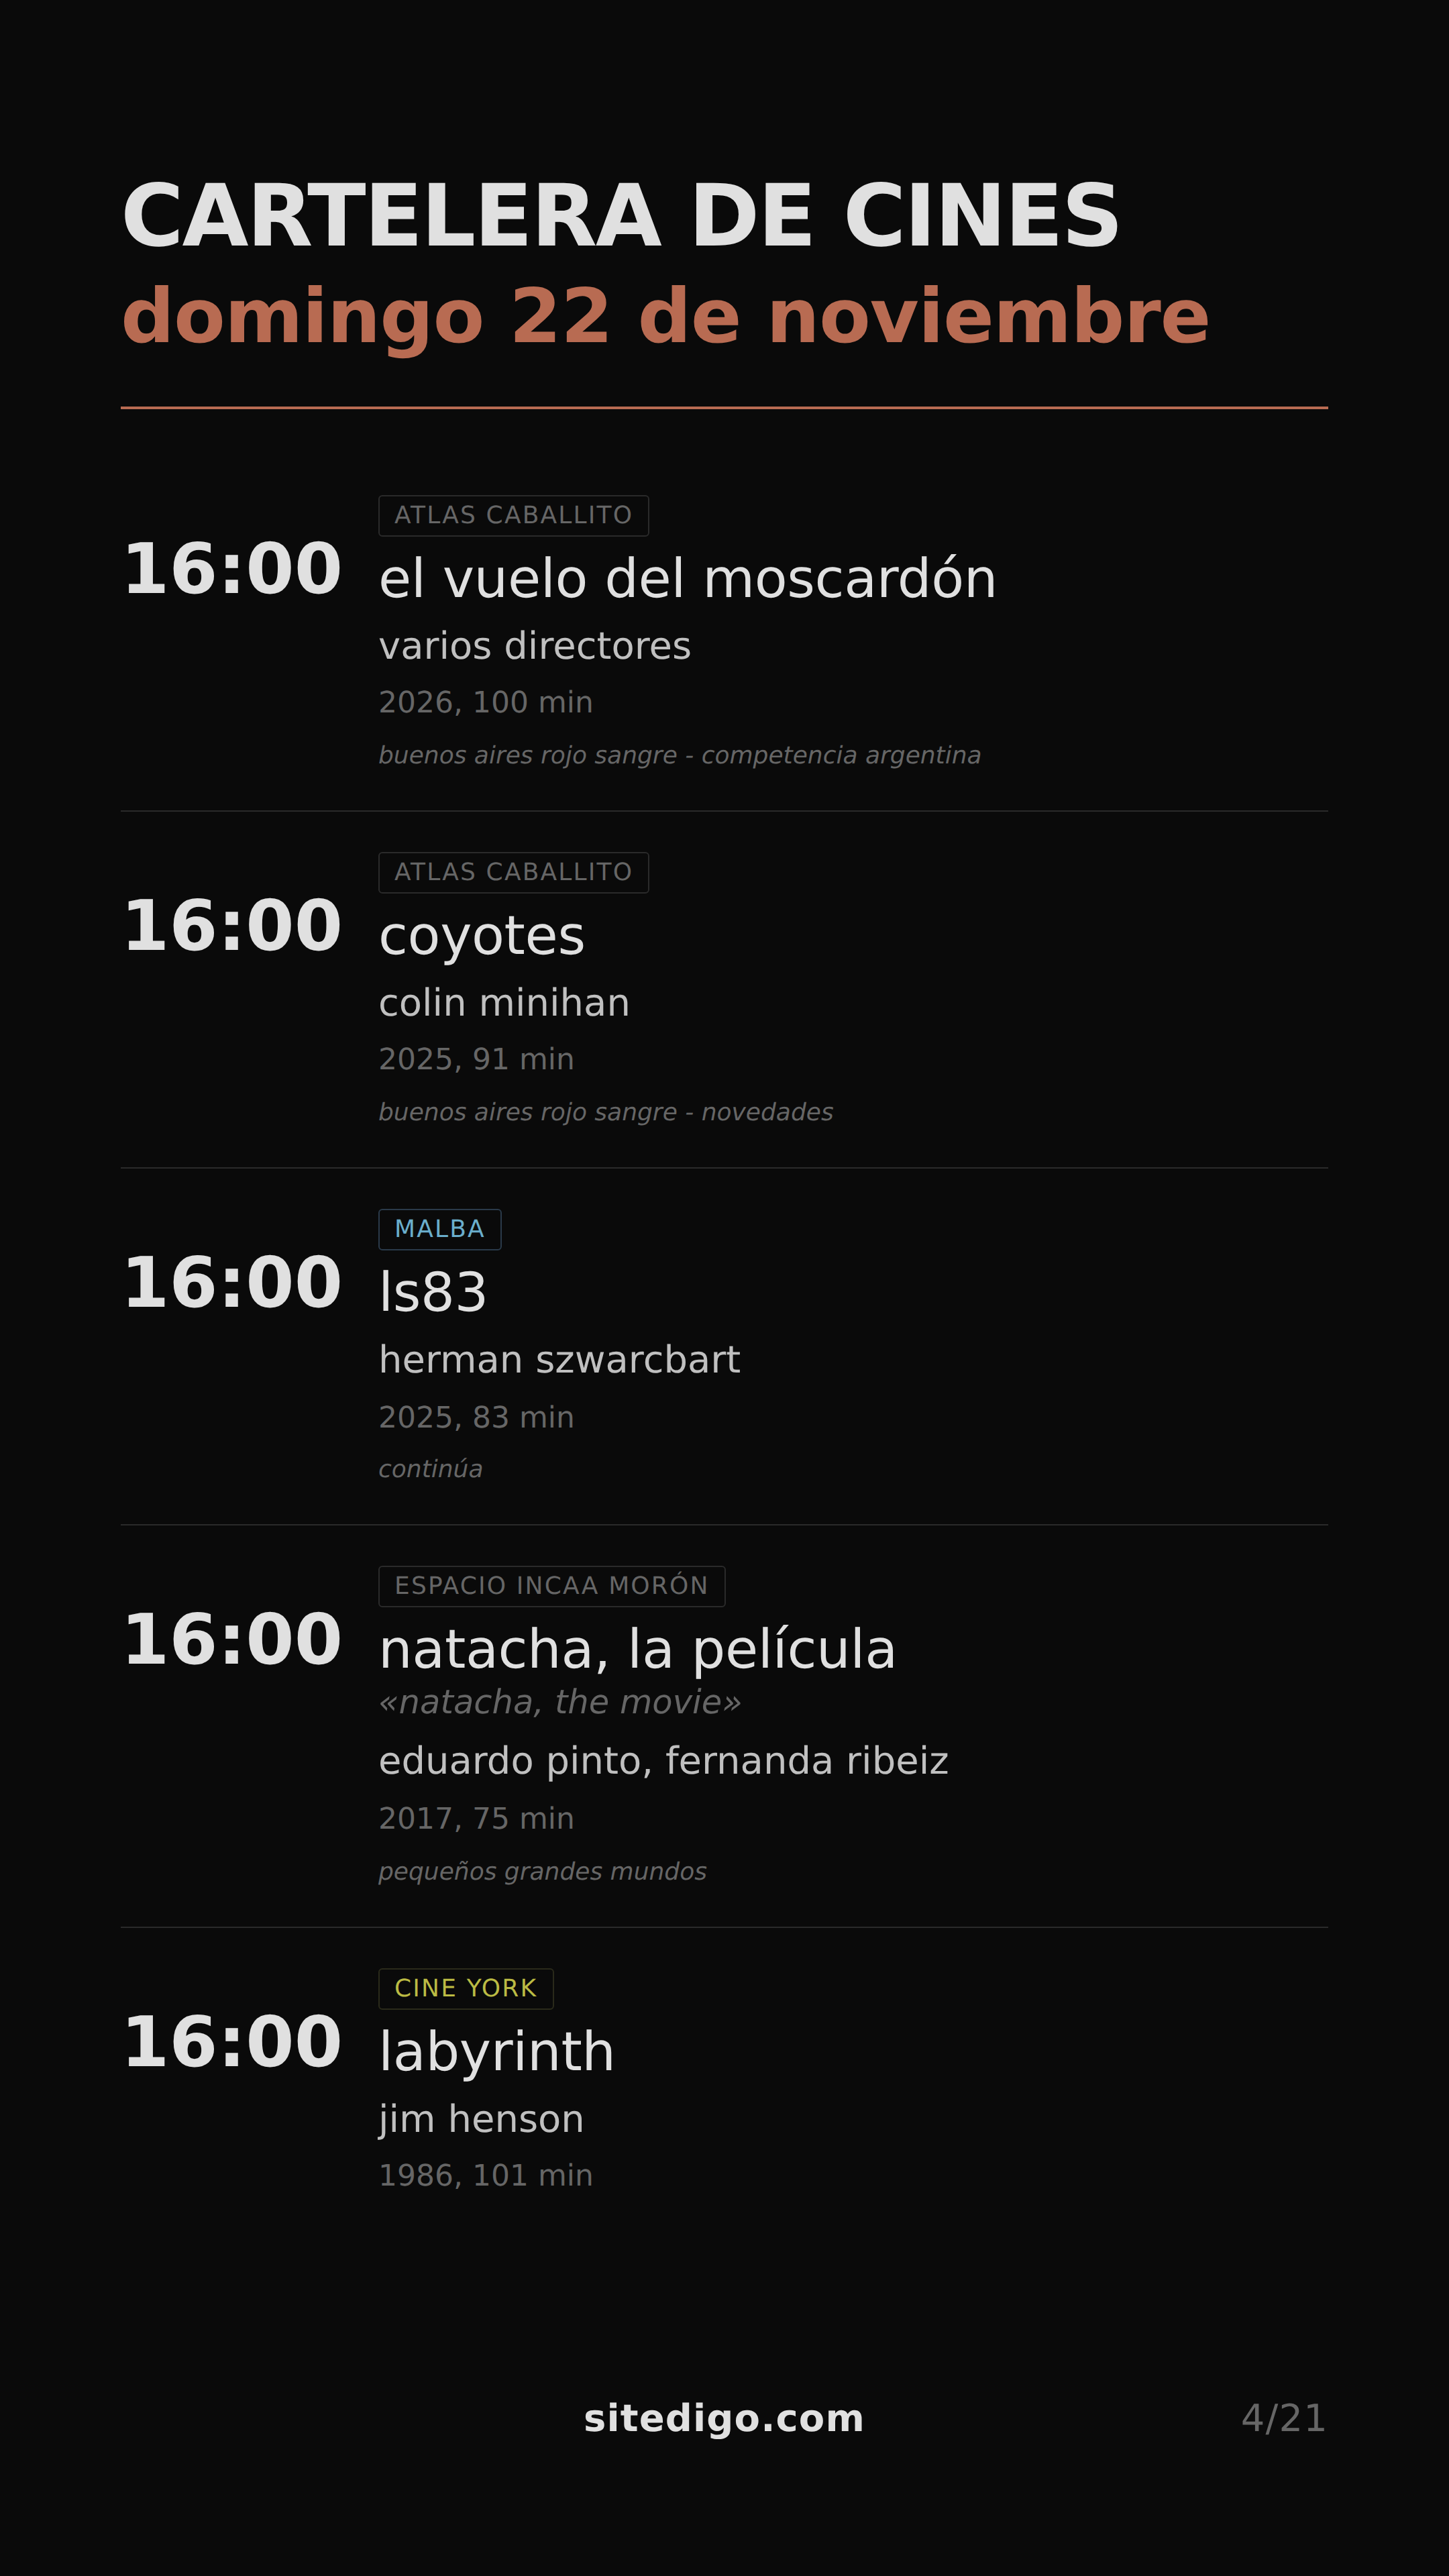 CARTELERA DE CINES
domingo 22 de noviembre
ATLAS CABALLITO
16:00
el vuelo del moscardón
varios directores
2026, 100 min
buenos aires rojo sangre - competencia argentina
ATLAS CABALLITO
16:00
coyotes
colin minihan
2025, 91 min
buenos aires rojo sangre - novedades
MALBA
16:00
ls83
herman szwarcbart
2025, 83 min
continúa
ESPACIO INCAA MORÓN
16:00
natacha, la película
«natacha, the movie»
eduardo pinto, fernanda ribeiz
2017, 75 min
pequeños grandes mundos
CINE YORK
16:00
labyrinth
jim henson
1986, 101 min
sitedigo.com
4/21